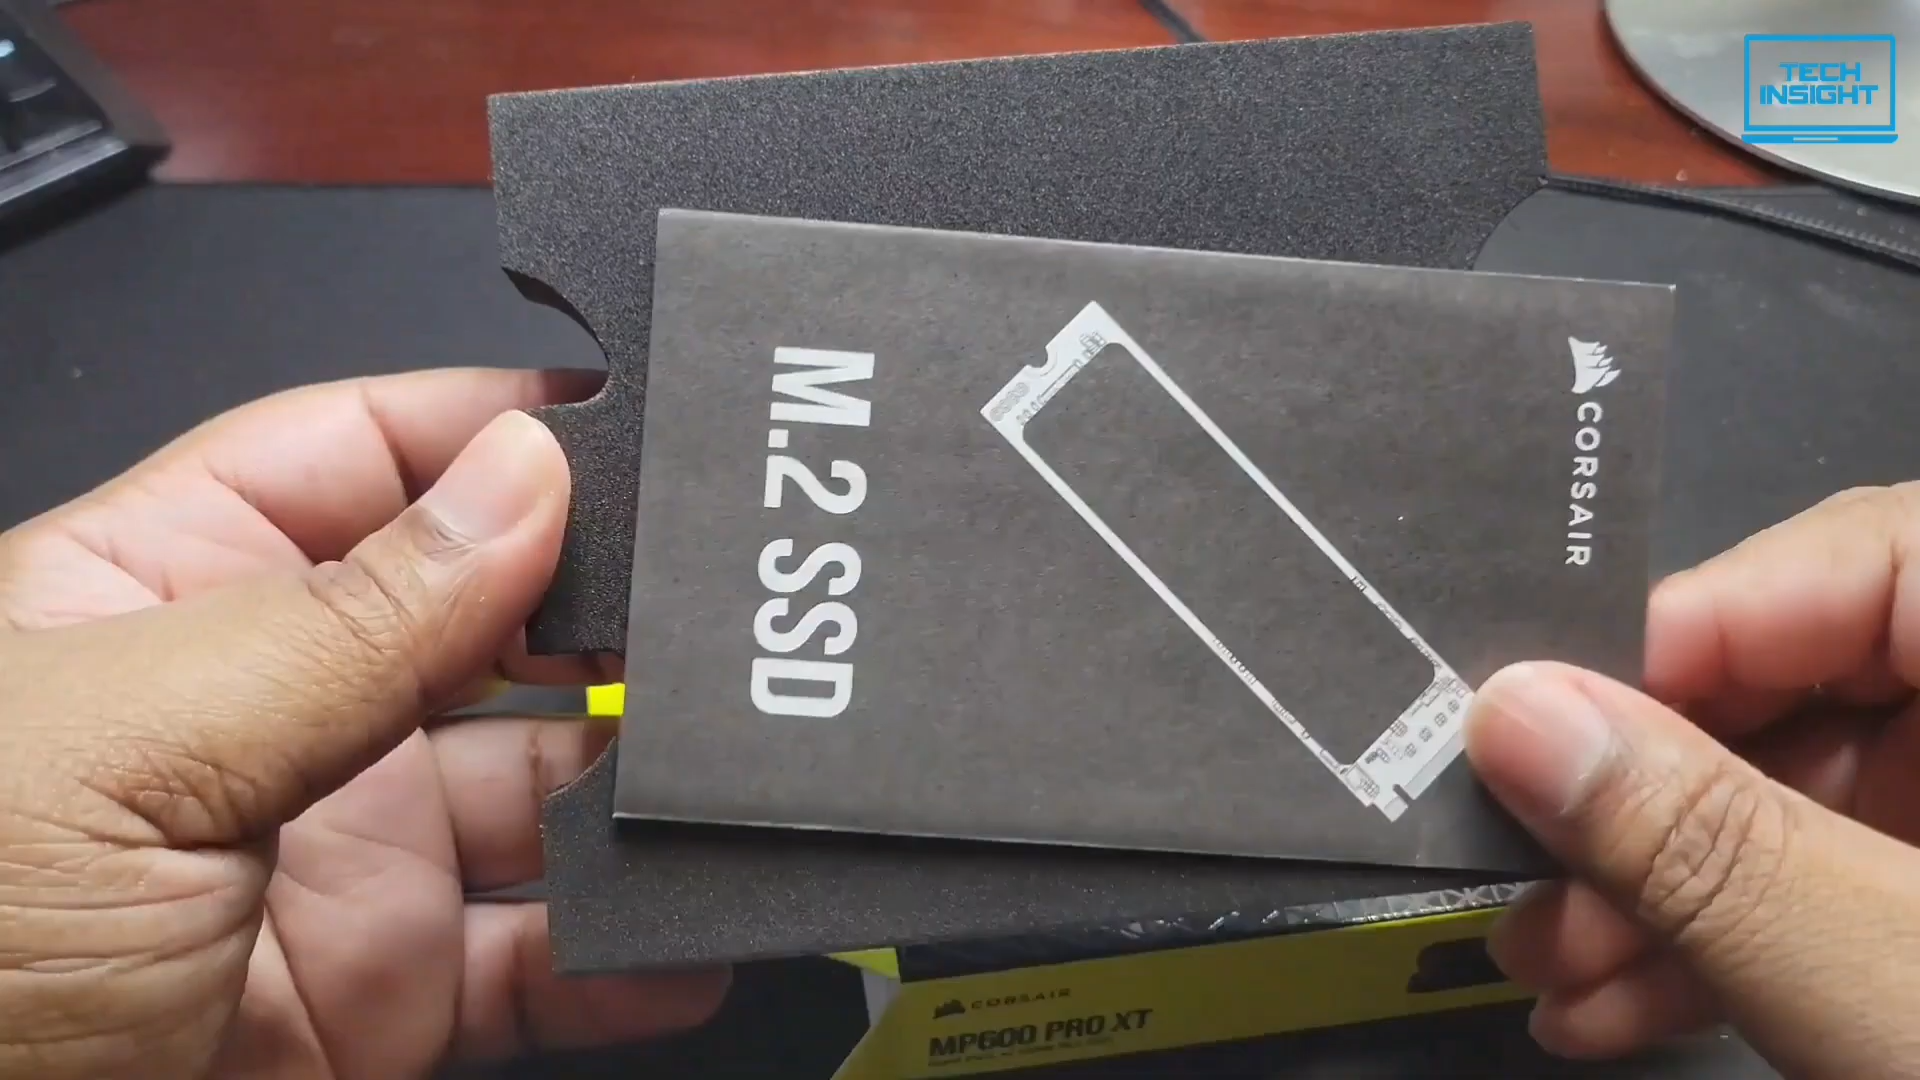 TECH
INSIGHT
CORSAIR
M.2 SSD
CORSAIR
MP600 PRO XT